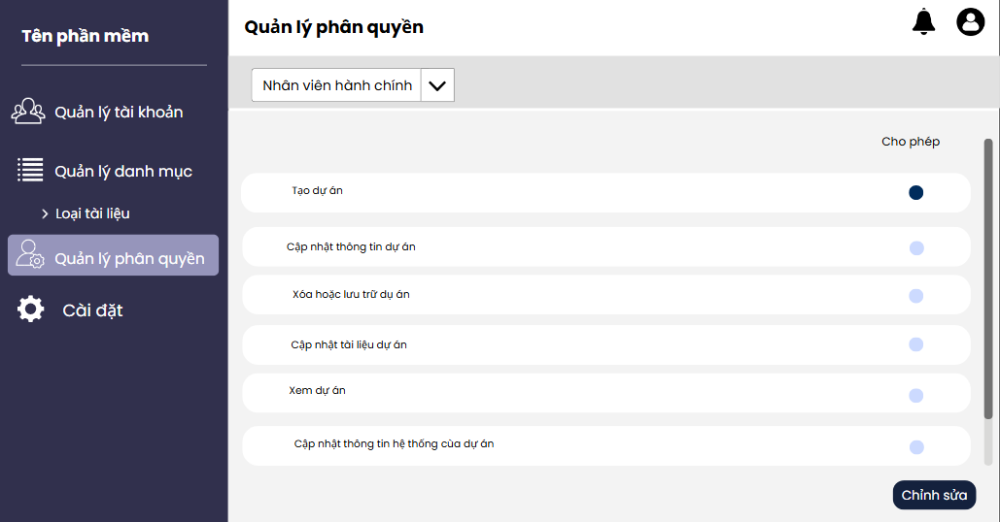 Tên phần mềm
Quản lý tài khoản
Quản lý danh mục
Loại tài liệu
Quản lý phân quyền
Cài đặt
Quản lý phân quyền
Nhân viên hành chính
Cho phép
Tạo dự án
Cập nhật thông tin dự án
Xóa hoặc lưu trữ dụ án
Cập nhật tài liệu dự án
Xem dự án
Cập nhật thông tin hệ thống của dự án
Chỉnh sửa